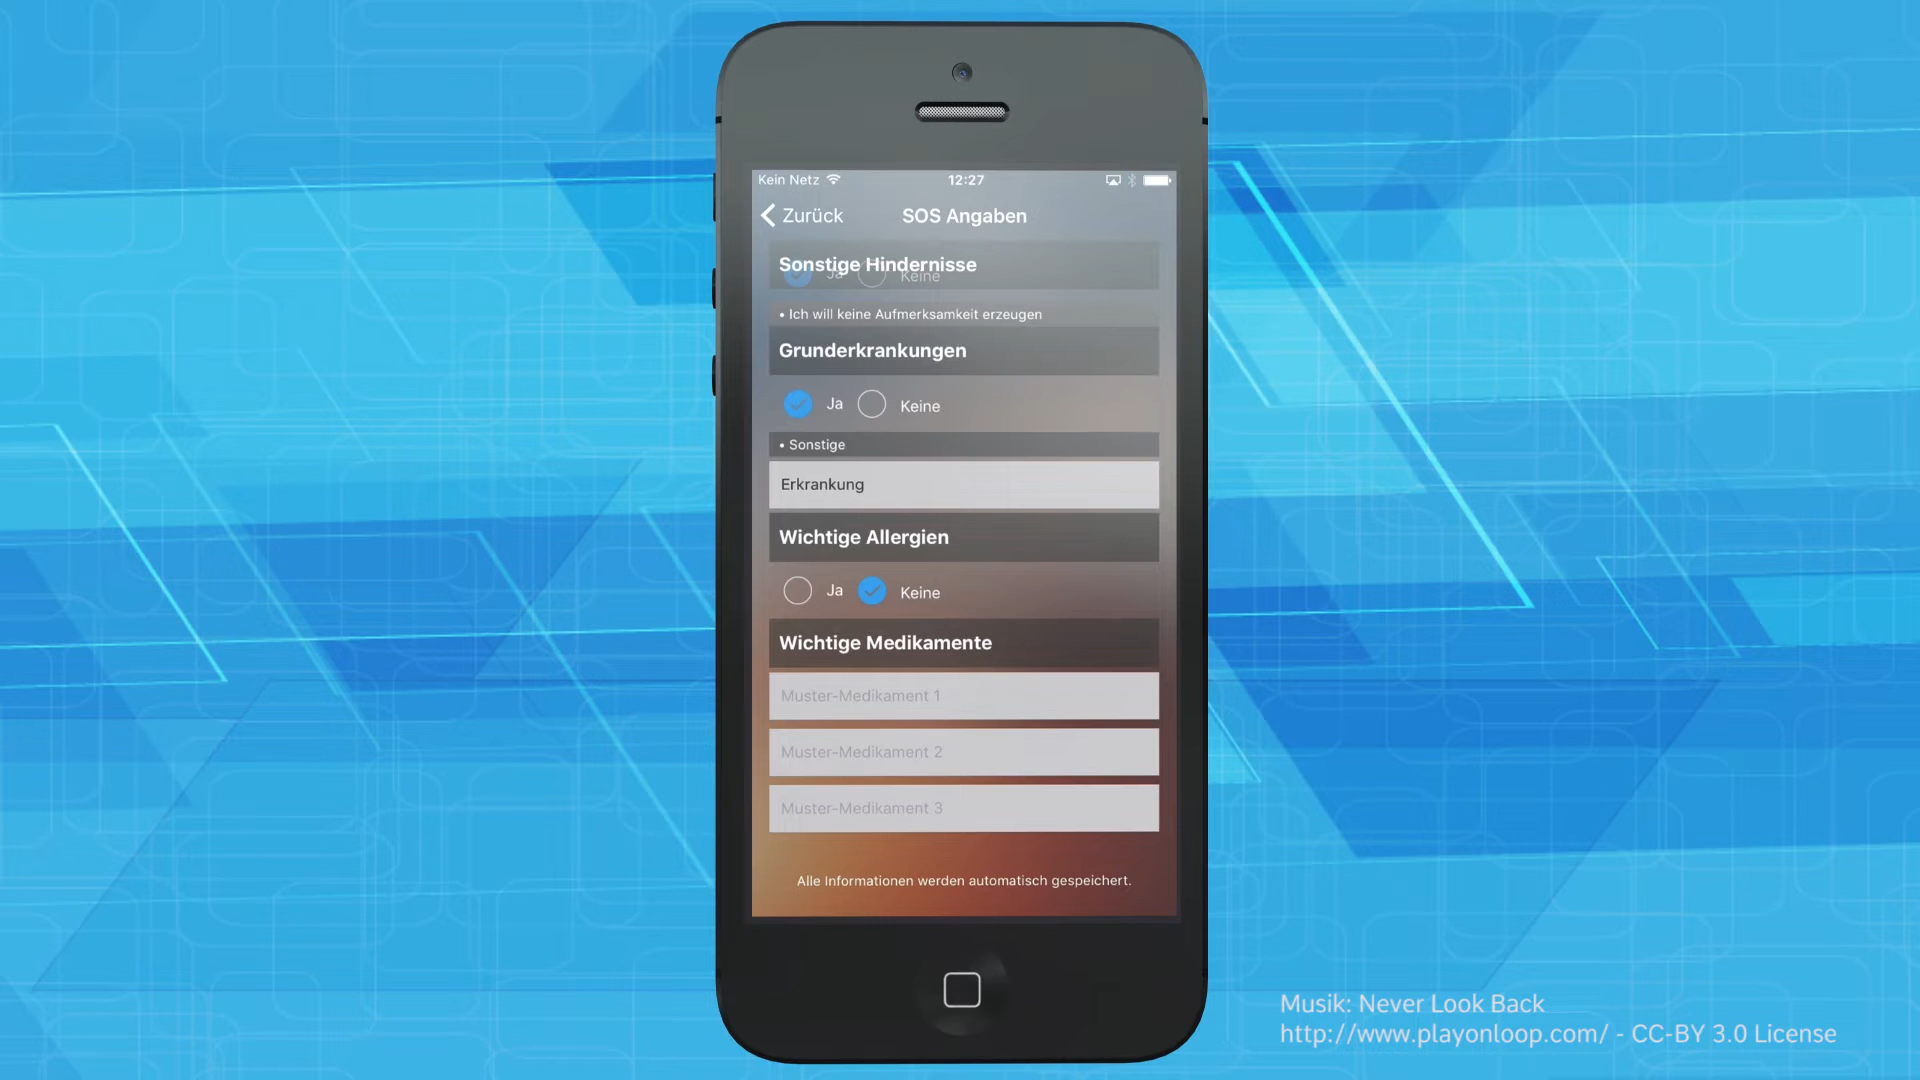 Kein Netz 12:27
Zurück SOS Angaben
Sonstige Hindernisse
Ja Keine
• Ich will keine Aufmerksamkeit erzeugen
Grunderkrankungen
Ja Keine
• Sonstige
Erkrankung
Wichtige Allergien
Ja Keine
Wichtige Medikamente
Muster-Medikament 1
Muster-Medikament 2
Muster-Medikament 3
Alle Informationen werden automatisch gespeichert.
Musik: Never Look Back
http://www.playonloop.com/ - CC-BY 3.0 License